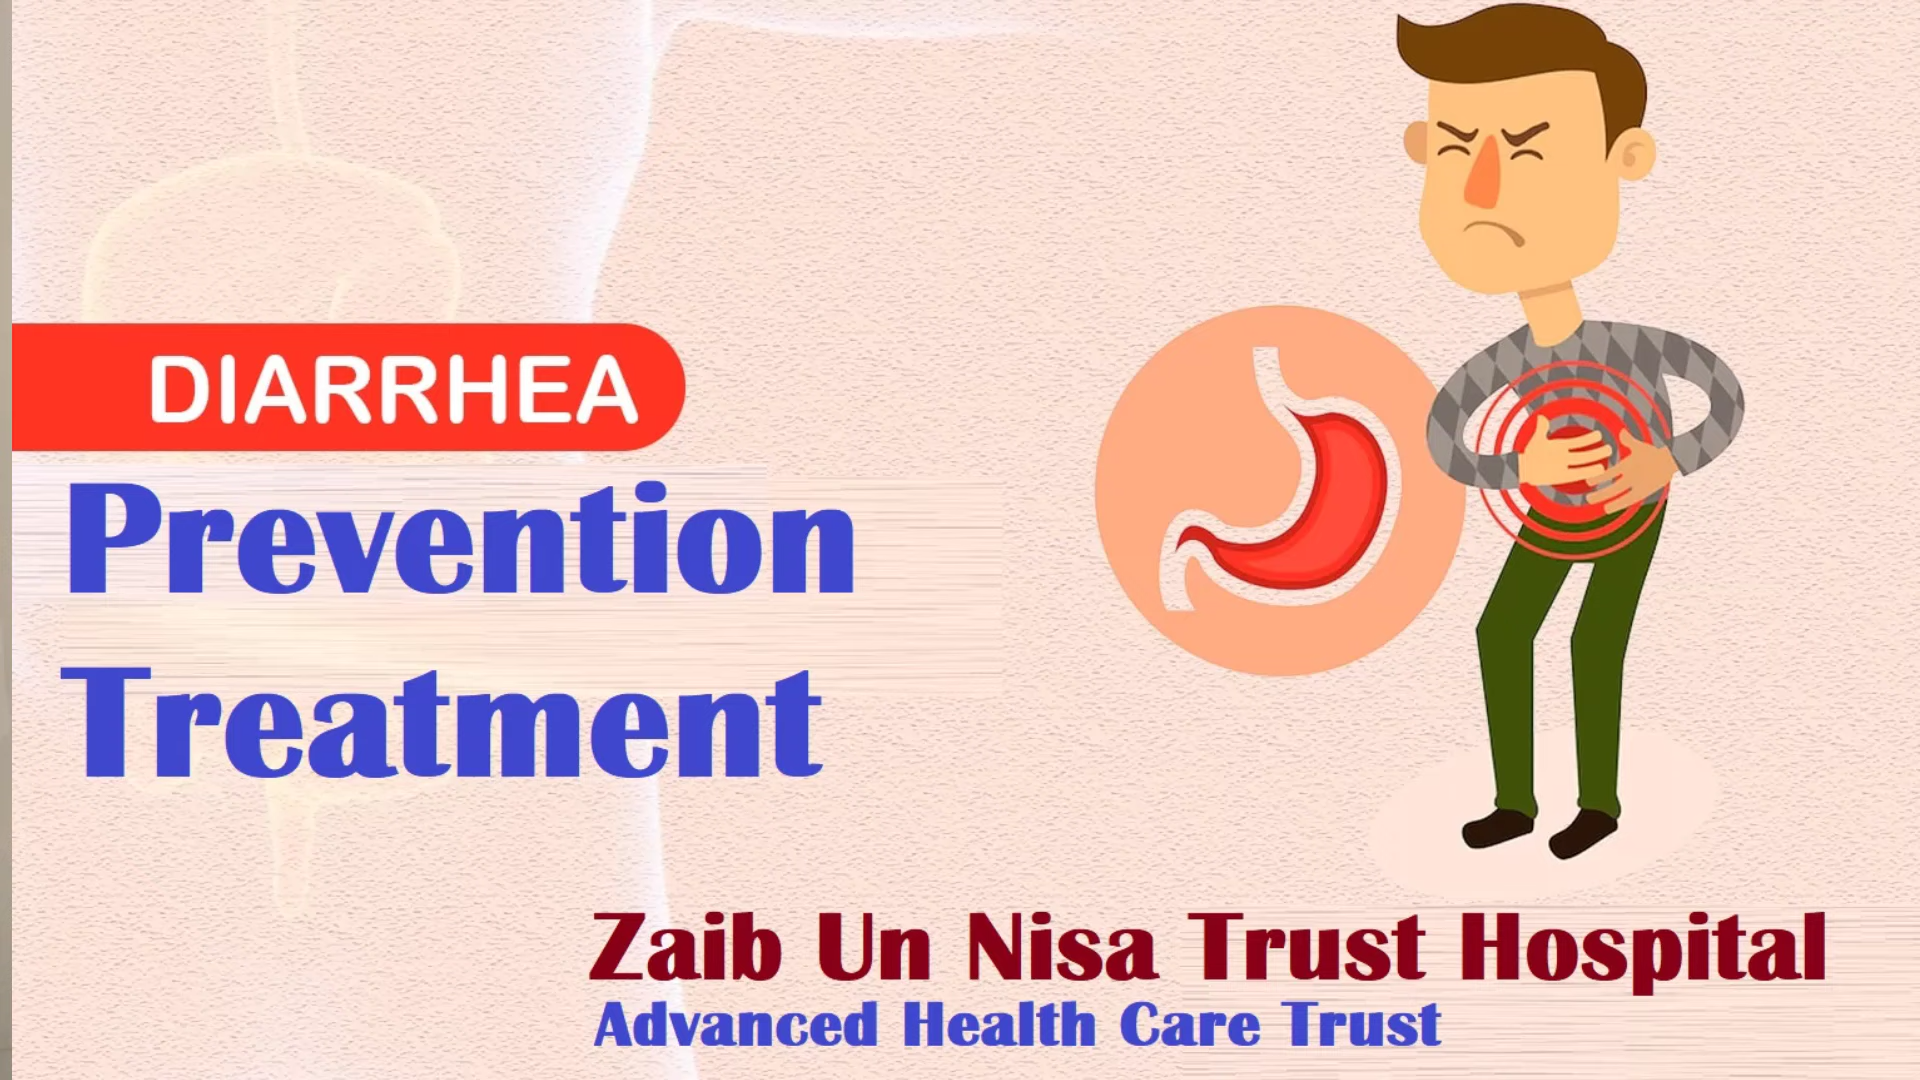 DIARRHEA
Prevention
Treatment
Zaib Un Nisa Trust Hospital
Advanced Health Care Trust